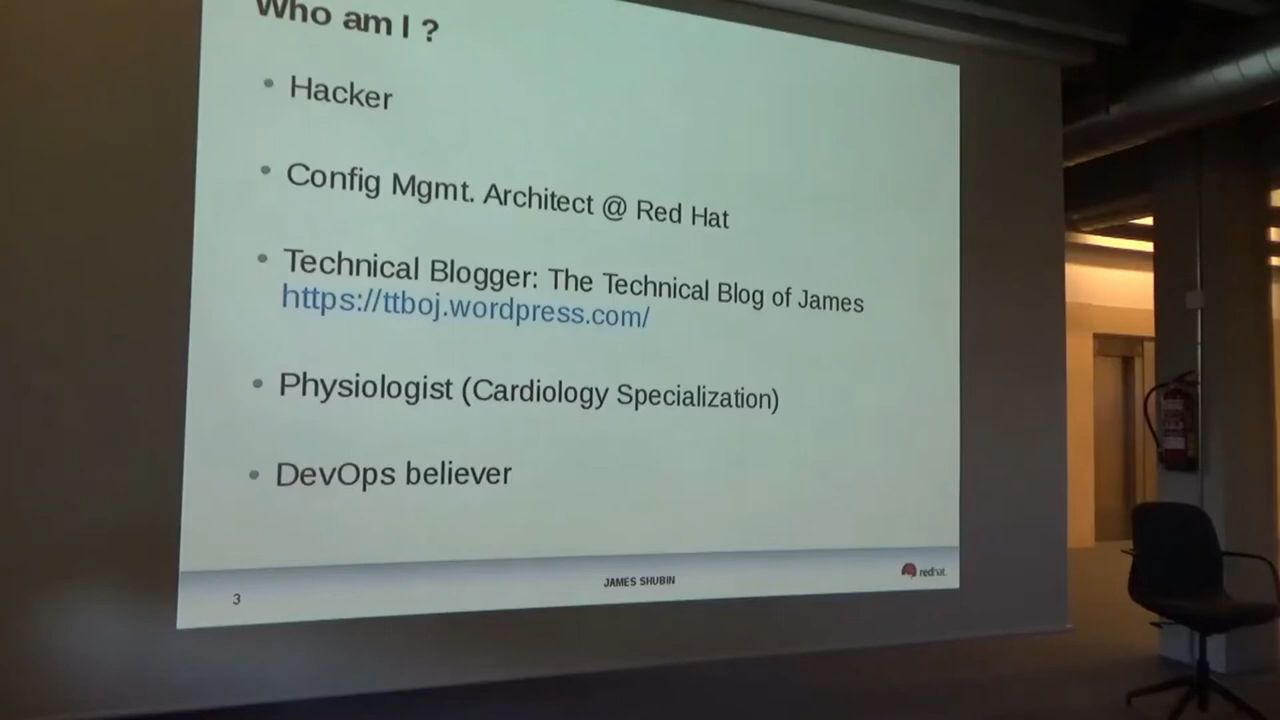 Who am I ?
Hacker
Config Mgmt. Architect @ Red Hat
Technical Blogger: The Technical Blog of James
https://ttboj.wordpress.com/
Physiologist (Cardiology Specialization)
DevOps believer
3
JAMES SHUBIN
redhat.